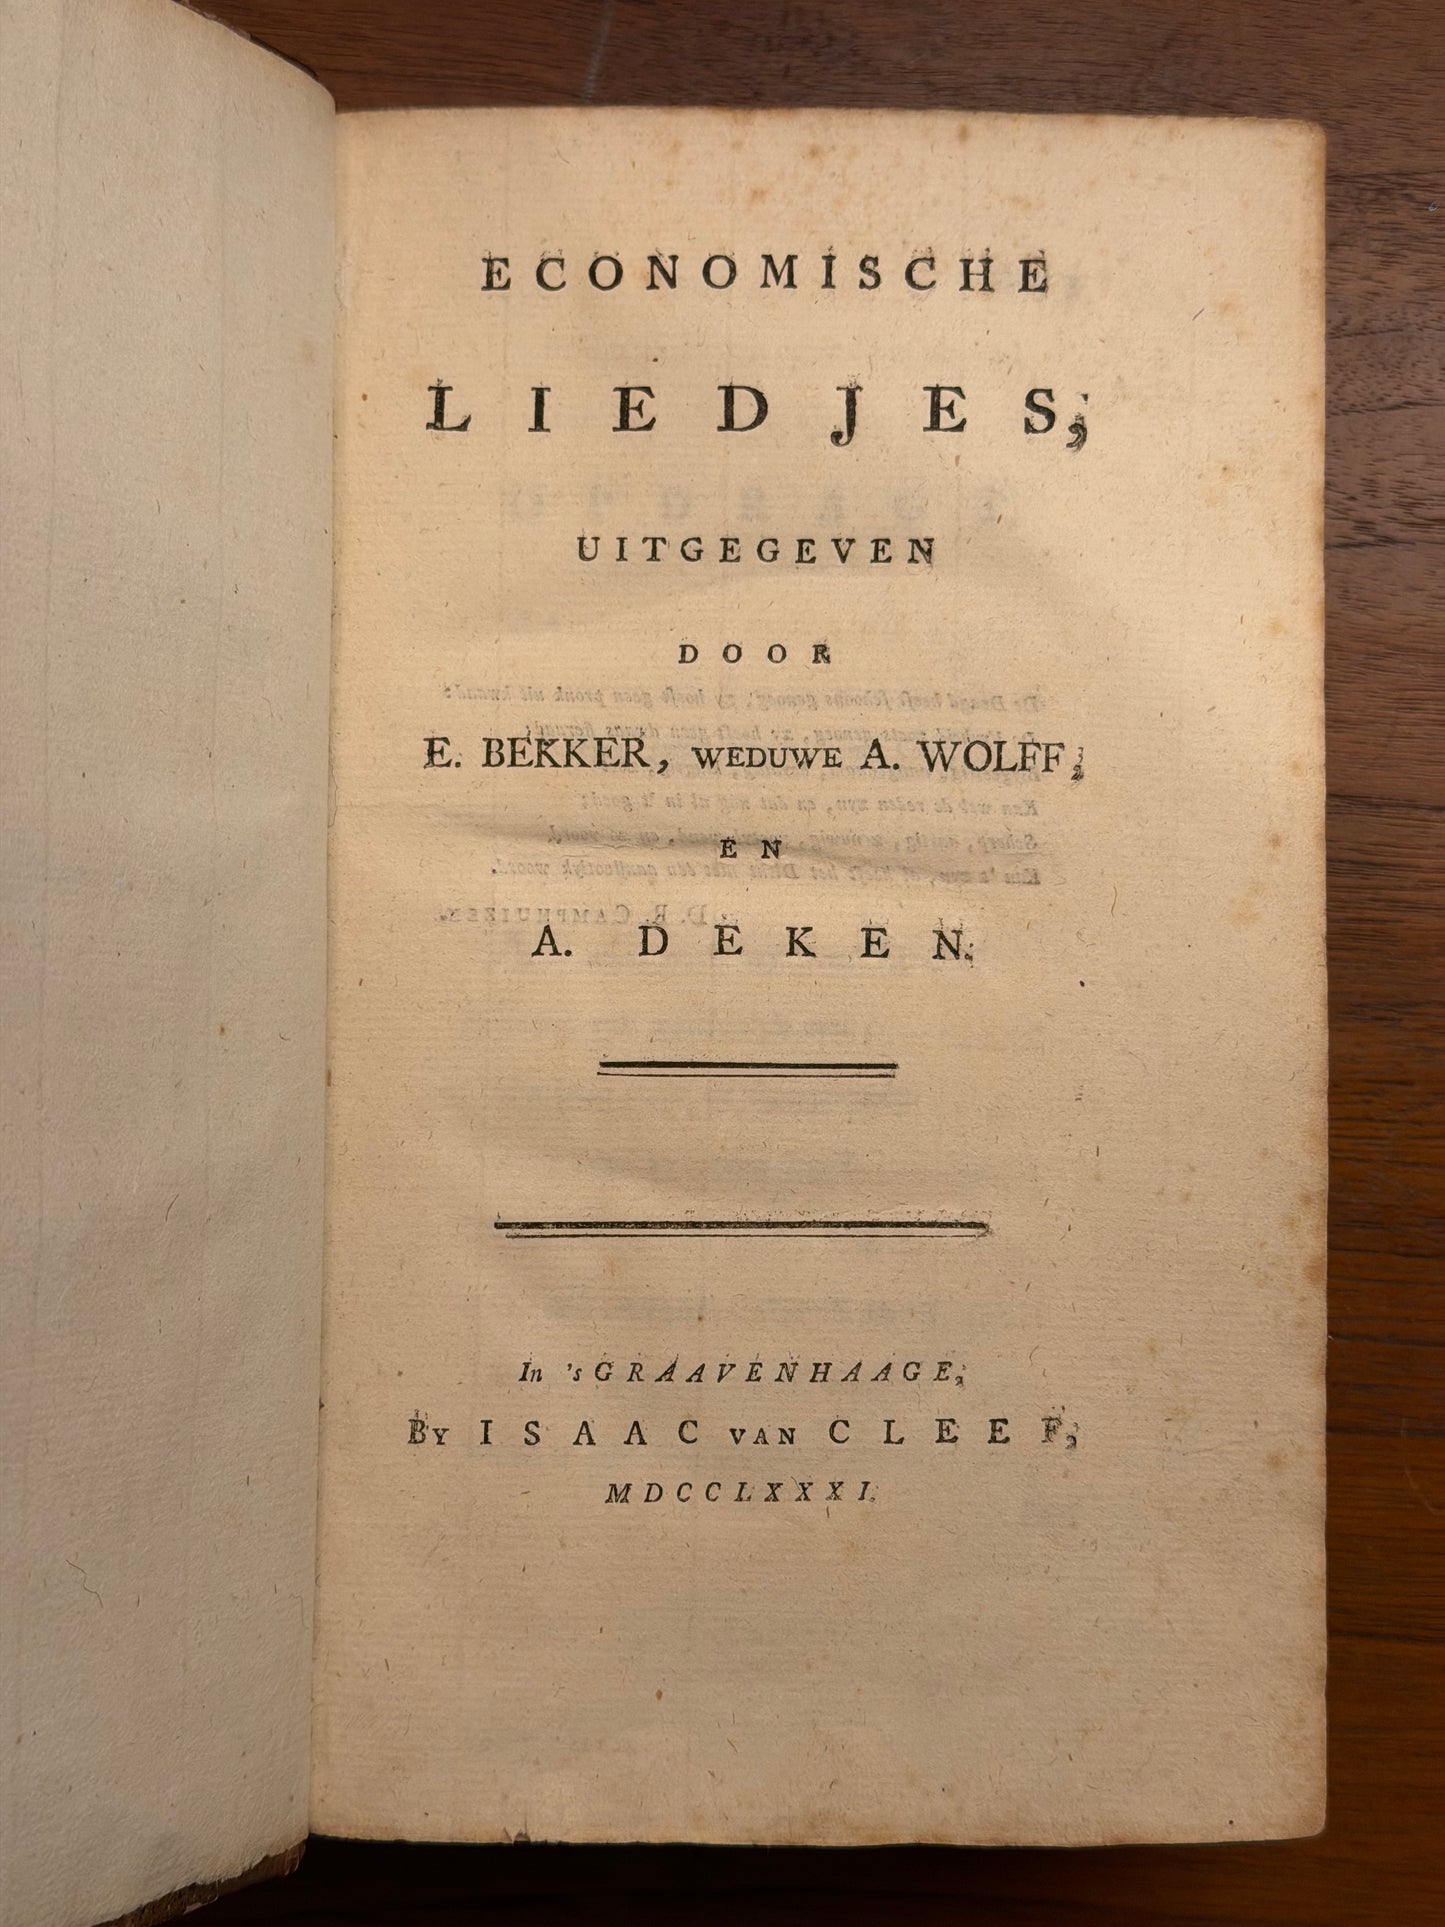 ECONOMISCHE
LIEDJES,
UITGEGEVEN
DOOR
E. BEKKER, WEDUWE A. WOLFF,
EN
A. DEKEN.
In 's GRAAVENHAAGE,
By ISAAC VAN CLEEF,
MDCCLXXXI.